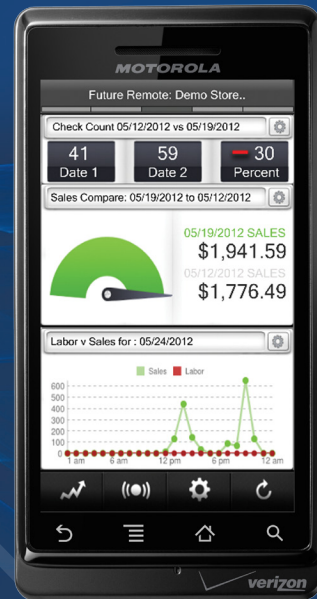 MOTOROLA
Future Remote: Demo Store..
Check Count 05/12/2012 vs 05/19/2012
41
Date 1
59
Date 2
30
Percent
Sales Compare: 05/19/2012 to 05/12/2012
05/19/2012 SALES
$1,941.59
05/12/2012 SALES
$1,776.49
Labor v Sales for : 05/24/2012
Sales Labor
600
500
400
300
200
100
0
1 am 6 am 12 pm 6 pm 12 am
verizon